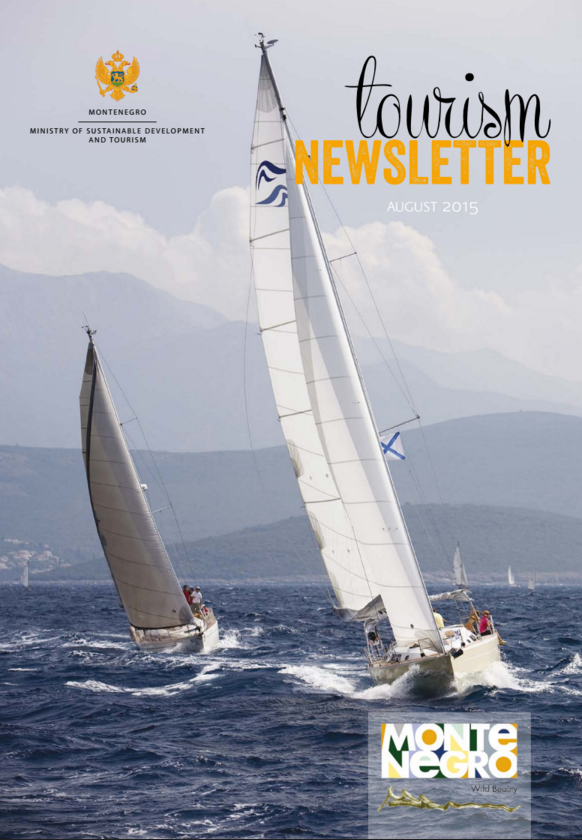 MONTENEGRO
MINISTRY OF SUSTAINABLE DEVELOPMENT
AND TOURISM
tourism
NEWSLETTER
AUGUST 2015
MONTE
NEGRO
Wild Beauty